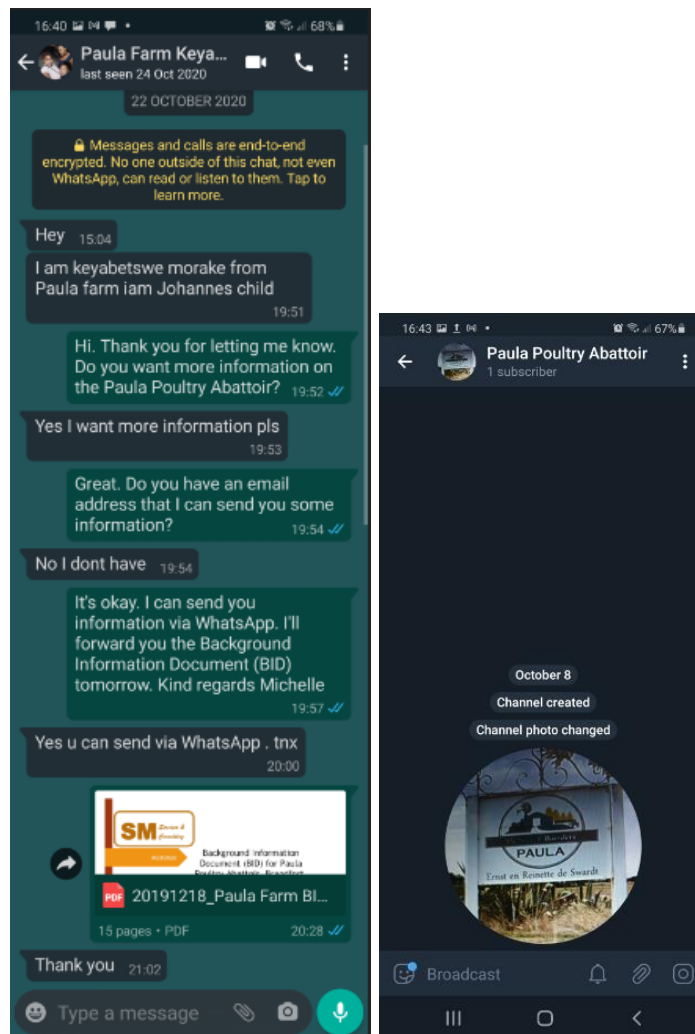 16:40
68%
Paula Farm Keya...
last seen 24 Oct 2020
22 OCTOBER 2020
Messages and calls are end-to-end
encrypted. No one outside of this chat, not even
WhatsApp, can read or listen to them. Tap to
learn more.
Hey 15:04
I am keyabetswe morake from
Paula farm iam Johannes child
19:51
Hi. Thank you for letting me know.
Do you want more information on
the Paula Poultry Abattoir? 19:52
Yes I want more information pls
19:53
Great. Do you have an email
address that I can send you some
information? 19:54
No I dont have 19:54
It's okay. I can send you
information via WhatsApp. I'll
forward you the Background
Information Document (BID)
tomorrow. Kind regards Michelle
19:57
Yes u can send via WhatsApp . tnx
20:00
SM
Background Information
Document (BID) for Paula
Poultry Abattoir, Brandfort
PDF 20191218_Paula Farm BI...
15 pages • PDF 20:28
Thank you 21:02
Type a message
16:43
67%
Paula Poultry Abattoir
1 subscriber
October 8
Channel created
Channel photo changed
PAULA
Ernst en Reinette de Swardt
Broadcast